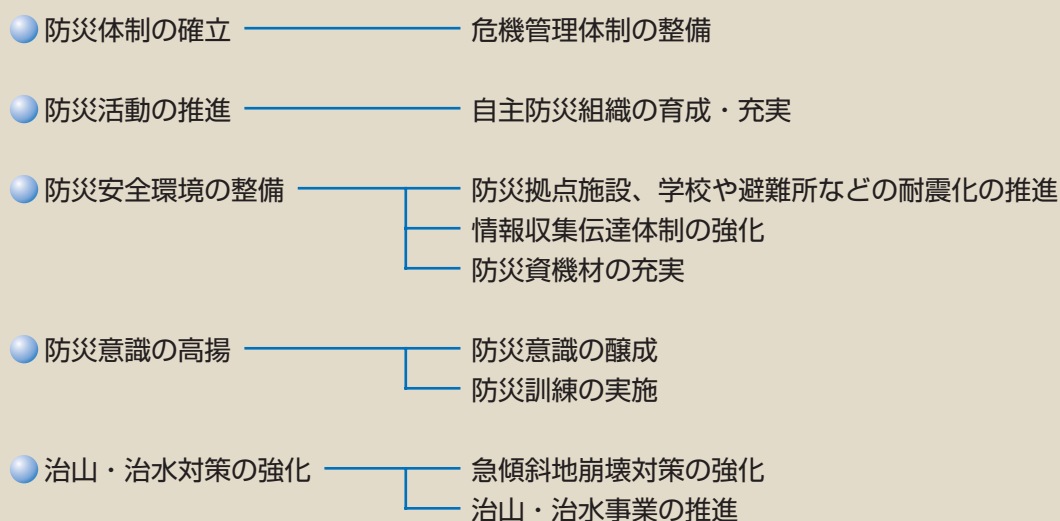 防災体制の確立 危機管理体制の整備
防災活動の推進 自主防災組織の育成・充実
防災安全環境の整備 防災拠点施設、学校や避難所などの耐震化の推進
情報収集伝達体制の強化
防災資機材の充実
防災意識の高揚 防災意識の醸成
防災訓練の実施
治山・治水対策の強化 急傾斜地崩壊対策の強化
治山・治水事業の推進